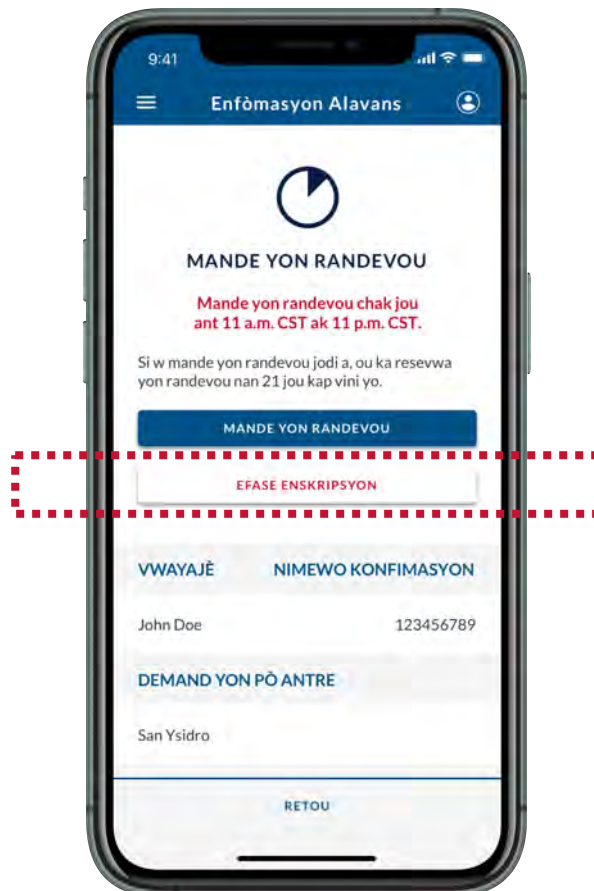 9:41
Enfòmasyon Alavans
MANDE YON RANDEVOU
Mande yon randevou chak jou
ant 11 a.m. CST ak 11 p.m. CST.
Si w mande yon randevou jodi a, ou ka resevwa
yon randevou nan 21 jou kap vini yo.
MANDE YON RANDEVOU
EFASE ENSKRIPSYON
VWAYAJÈ NIMEWO KONFIMASYON
John Doe 123456789
DEMAND YON PÒ ANTRE
San Ysidro
RETOU